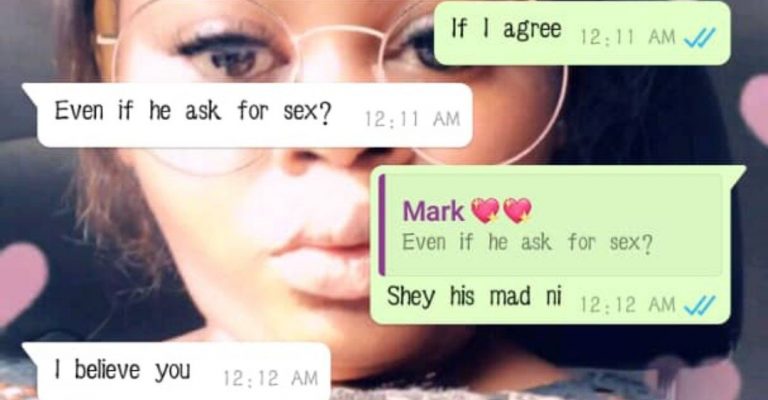 If I agree 12:11 AM
Even if he ask for sex? 12:11 AM
Mark 💖💖
Even if he ask for sex?
Shey his mad ni 12:12 AM
I believe you 12:12 AM